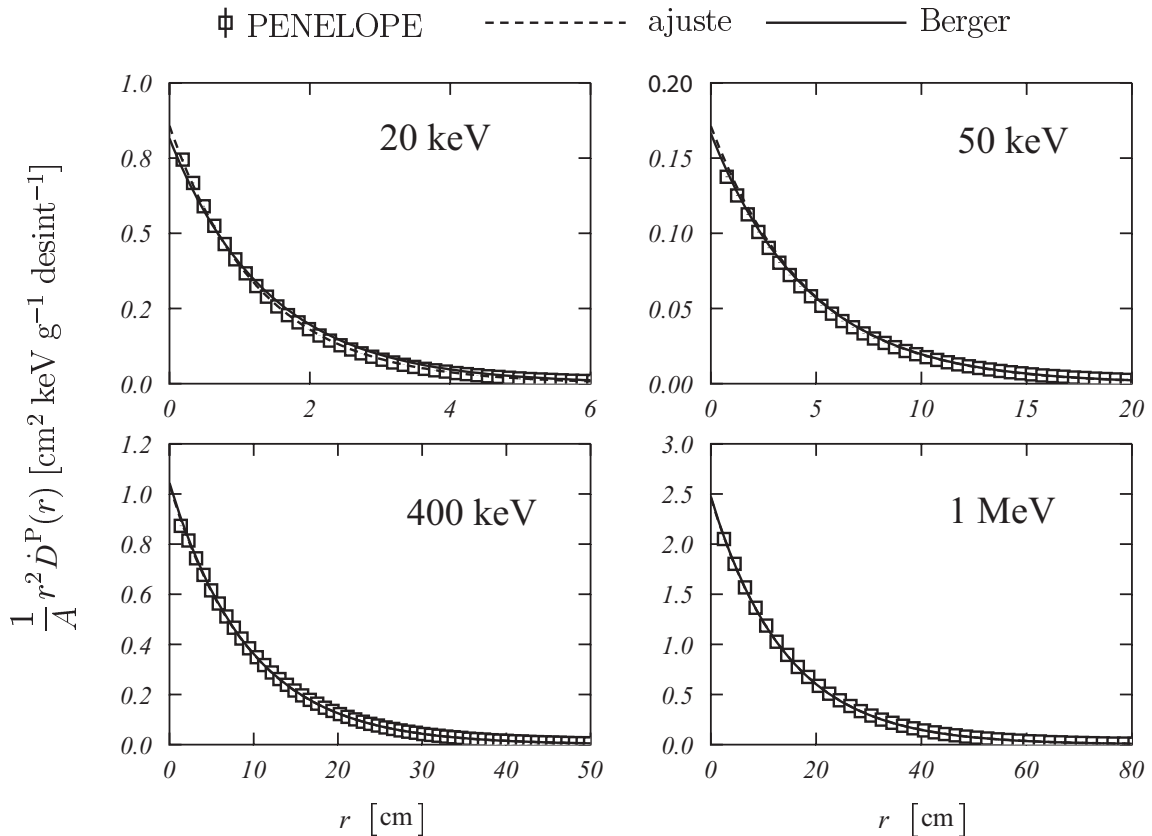 PENELOPE ajuste Berger
1/A r² Ḋᴾ(r) [cm² keV g⁻¹ desint⁻¹]
20 keV
1.0
0.8
0.5
0.2
0.0
0 2 4 6
50 keV
0.20
0.15
0.10
0.05
0.00
0 5 10 15 20
400 keV
1.2
1.0
0.8
0.6
0.4
0.2
0.0
0 10 20 30 40 50
r [cm]
1 MeV
3.0
2.5
2.0
1.5
1.0
0.5
0.0
0 20 40 60 80
r [cm]